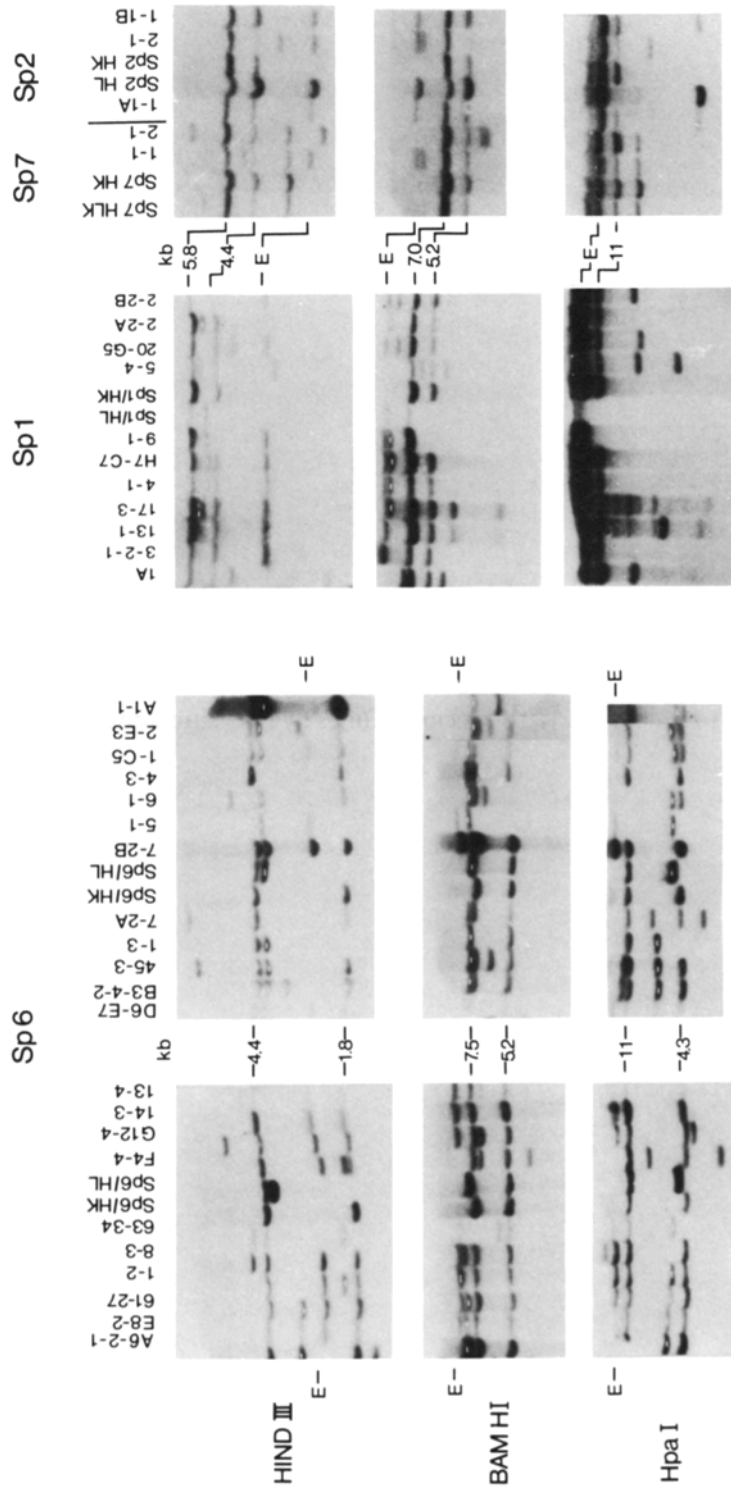 Sp6
Sp1
Sp7
Sp2
A6-2-1
E8-2
61-27
1-2
8-3
63-34
Sp6/HK
Sp6/HL
F4-4
G12-4
14-3
13-4
kb
D6-E7
B3-4-2
45-3
1-3
7-2A
Sp6/HK
Sp6/HL
7-2B
5-1
6-1
4-3
1-C5
2-E3
A1-1
1A
3-2-1
13-1
17-3
4-1
H7-C7
9-1
Sp1/HL
Sp1/HK
5-4
20-G5
2-2A
2-2B
kb
Sp7 HLK
Sp7 HK
1-1
2-1
1-1A
Sp2 HL
Sp2 HK
2-1
1-1B
HIND III
E –
– 4.4 –
– 1.8 –
– E
– 5.8
4.4
– E
BAM HI
E –
– 7.5 –
– 5.2 –
– E
– E
– 7.0
– 5.2
Hpa I
E –
– 11 –
– 4.3 –
– E
E
11